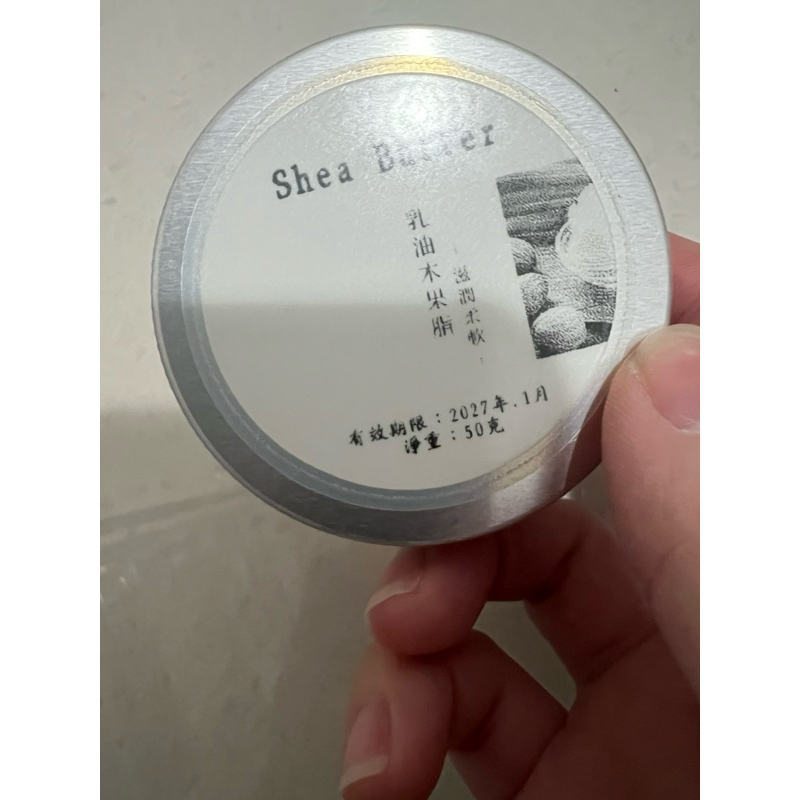 Shea Butter
乳油木果脂
滋潤柔軟
有效期限：2027年.1月
淨重：50克